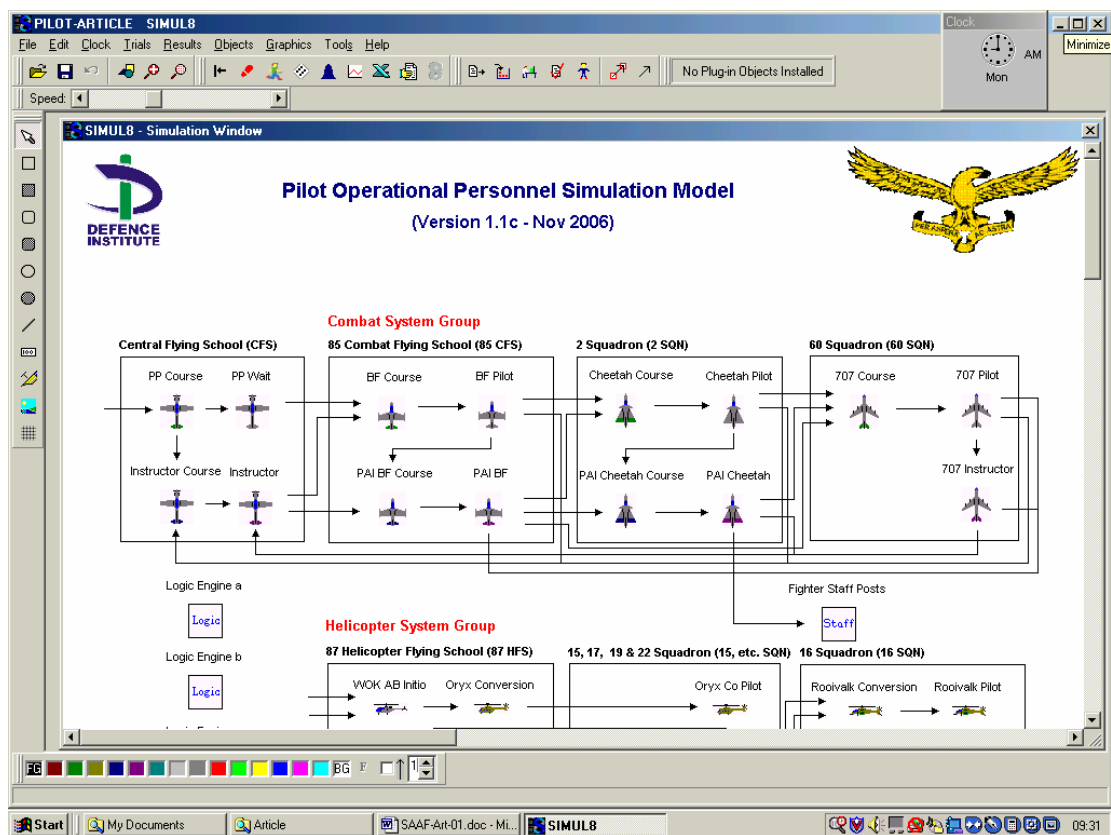 PILOT-ARTICLE SIMUL8
Clock
File Edit Clock Trials Results Objects Graphics Tools Help
AM
Minimize
Mon
No Plug-in Objects Installed
Speed:
SIMUL8 - Simulation Window
Pilot Operational Personnel Simulation Model
(Version 1.1c - Nov 2006)
DEFENCE
INSTITUTE
PER ASPERA AD ASTRA
Combat System Group
Central Flying School (CFS)
85 Combat Flying School (85 CFS)
2 Squadron (2 SQN)
60 Squadron (60 SQN)
PP Course PP Wait
BF Course BF Pilot
Cheetah Course Cheetah Pilot
707 Course 707 Pilot
Instructor Course Instructor
PAI BF Course PAI BF
PAI Cheetah Course PAI Cheetah
707 Instructor
Logic Engine a
Logic
Fighter Staff Posts
Staff
Helicopter System Group
87 Helicopter Flying School (87 HFS)
15, 17, 19 & 22 Squadron (15, etc. SQN)
16 Squadron (16 SQN)
Logic Engine b
Logic
WOK AB Initio Oryx Conversion
Oryx Co Pilot
Rooivalk Conversion Rooivalk Pilot
FG BG F 1
Start My Documents Article SAAF-Art-01.doc - Mi... SIMUL8 09:31